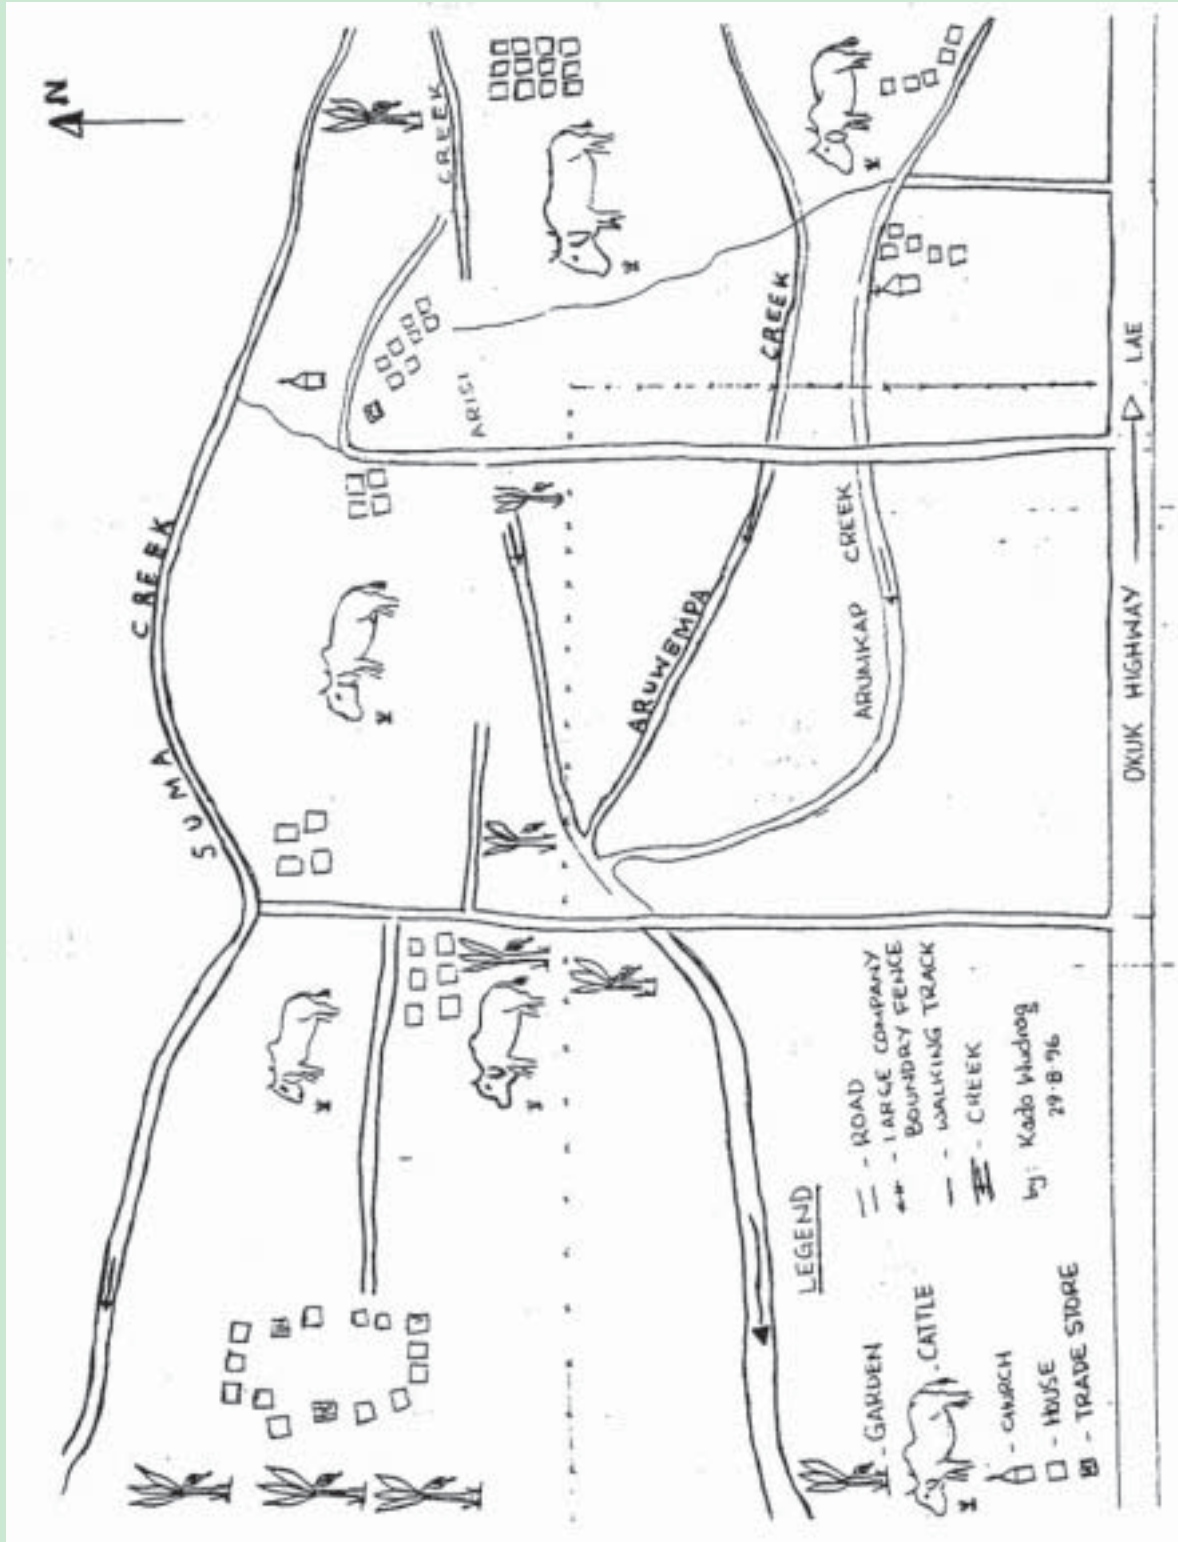 N
SUMA CREEK
CREEK
ARISI
ARUWEMPA CREEK
ARUMKAP CREEK
OKUK HIGHWAY
LAE
LEGEND
- GARDEN
- CATTLE
- CHURCH
- HOUSE
- TRADE STORE
- ROAD
- LARGE COMPANY
BOUNDRY FENCE
- WALKING TRACK
- CREEK
by: Kado
29·8·96